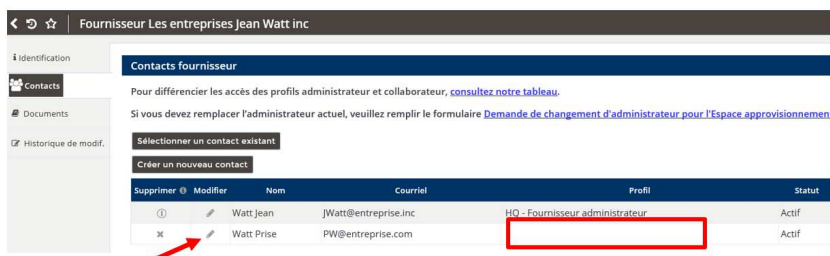 Fournisseur Les entreprises Jean Watt inc
Identification
Contacts fournisseur
Contacts
Pour différencier les accès des profils administrateur et collaborateur, consultez notre tableau.
Documents
Si vous devez remplacer l'administrateur actuel, veuillez remplir le formulaire Demande de changement d'administrateur pour l'Espace approvisionnemen
Historique de modif.
Sélectionner un contact existant
Créer un nouveau contact
Supprimer Modifier Nom Courriel Profil Statut
Watt Jean JWatt@entreprise.inc HQ - Fournisseur administrateur Actif
Watt Prise PW@entreprise.com Actif